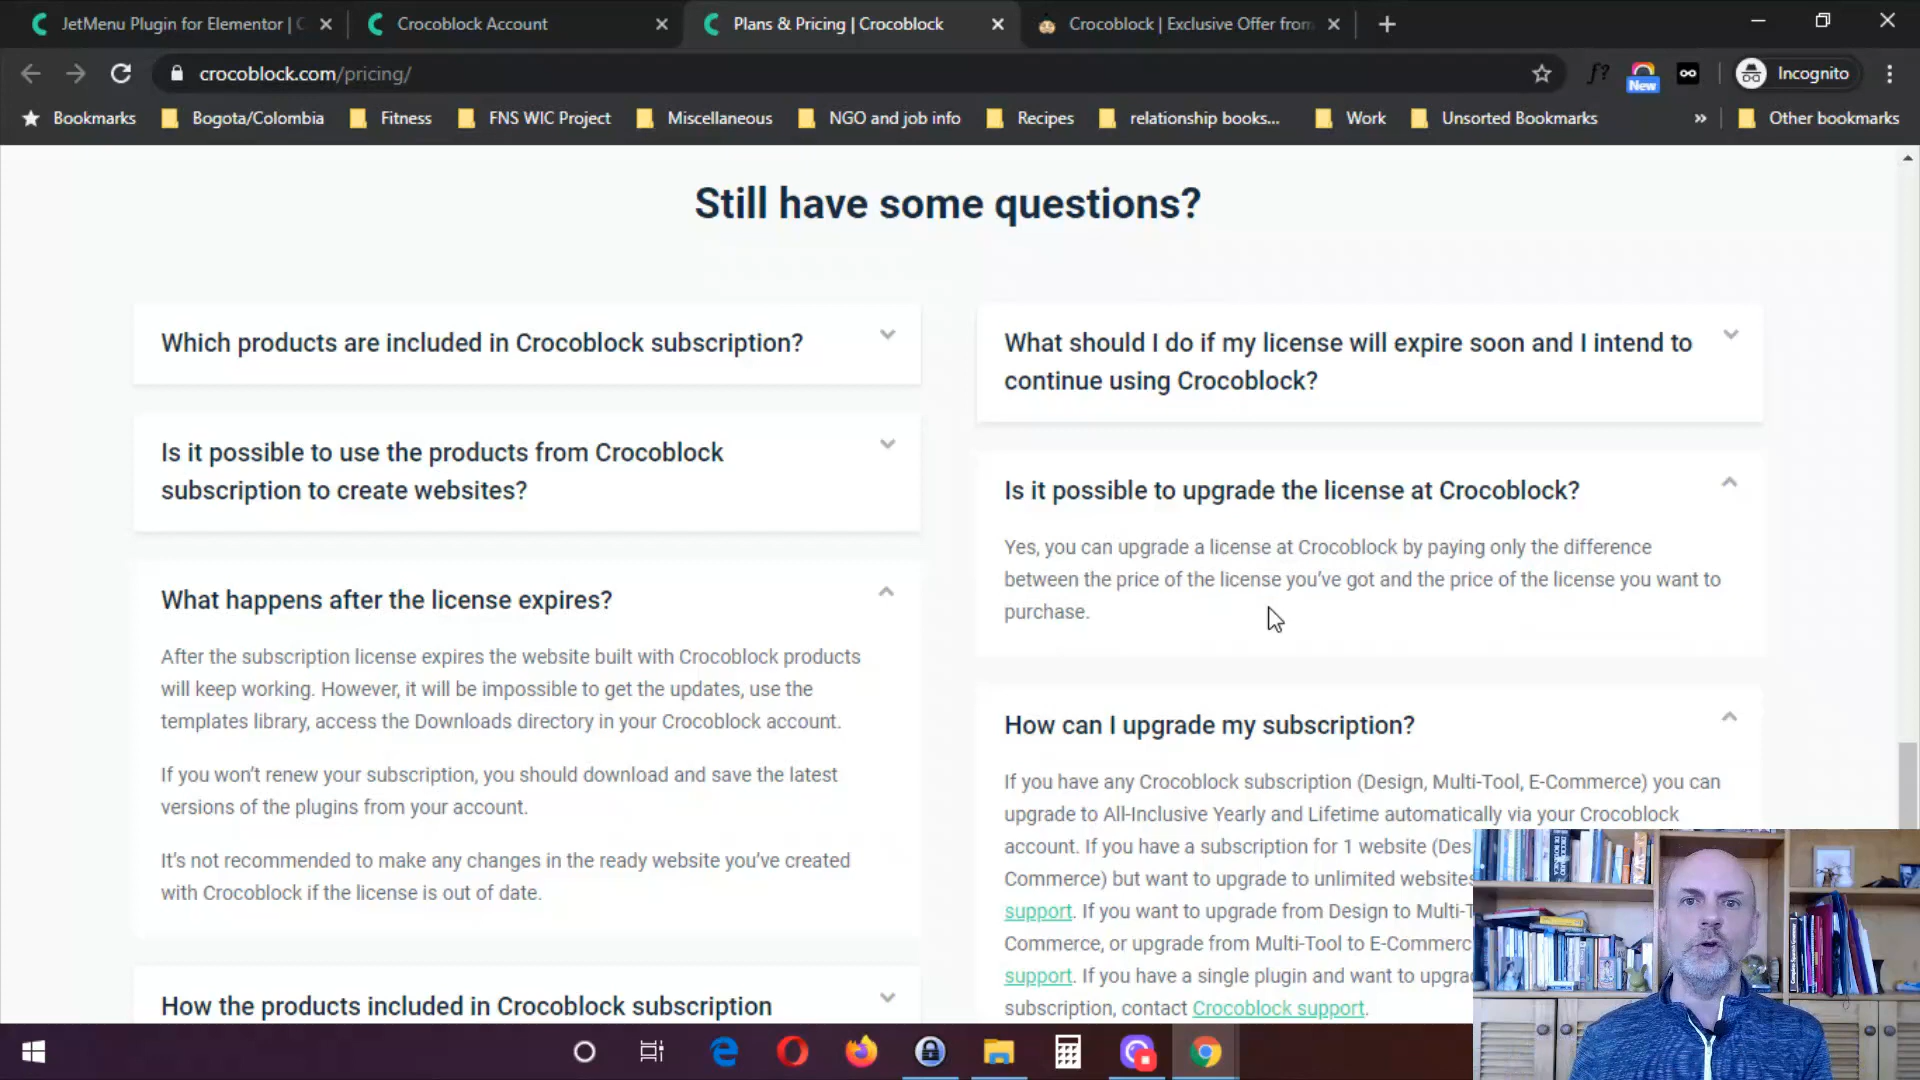 JetMenu Plugin for Elementor | C
Crocoblock Account
Plans & Pricing | Crocoblock
Crocoblock | Exclusive Offer from
crocoblock.com/pricing/
f?
New
Incognito
Bookmarks
Bogota/Colombia
Fitness
FNS WIC Project
Miscellaneous
NGO and job info
Recipes
relationship books...
Work
Unsorted Bookmarks
»
Other bookmarks
Still have some questions?
Which products are included in Crocoblock subscription?
Is it possible to use the products from Crocoblock
subscription to create websites?
What happens after the license expires?
After the subscription license expires the website built with Crocoblock products
will keep working. However, it will be impossible to get the updates, use the
templates library, access the Downloads directory in your Crocoblock account.
If you won't renew your subscription, you should download and save the latest
versions of the plugins from your account.
It's not recommended to make any changes in the ready website you've created
with Crocoblock if the license is out of date.
How the products included in Crocoblock subscription
What should I do if my license will expire soon and I intend to
continue using Crocoblock?
Is it possible to upgrade the license at Crocoblock?
Yes, you can upgrade a license at Crocoblock by paying only the difference
between the price of the license you've got and the price of the license you want to
purchase.
How can I upgrade my subscription?
If you have any Crocoblock subscription (Design, Multi-Tool, E-Commerce) you can
upgrade to All-Inclusive Yearly and Lifetime automatically via your Crocoblock
account. If you have a subscription for 1 website (Des
Commerce) but want to upgrade to unlimited websites
support. If you want to upgrade from Design to Multi-T
Commerce, or upgrade from Multi-Tool to E-Commerc
support. If you have a single plugin and want to upgra
subscription, contact Crocoblock support.